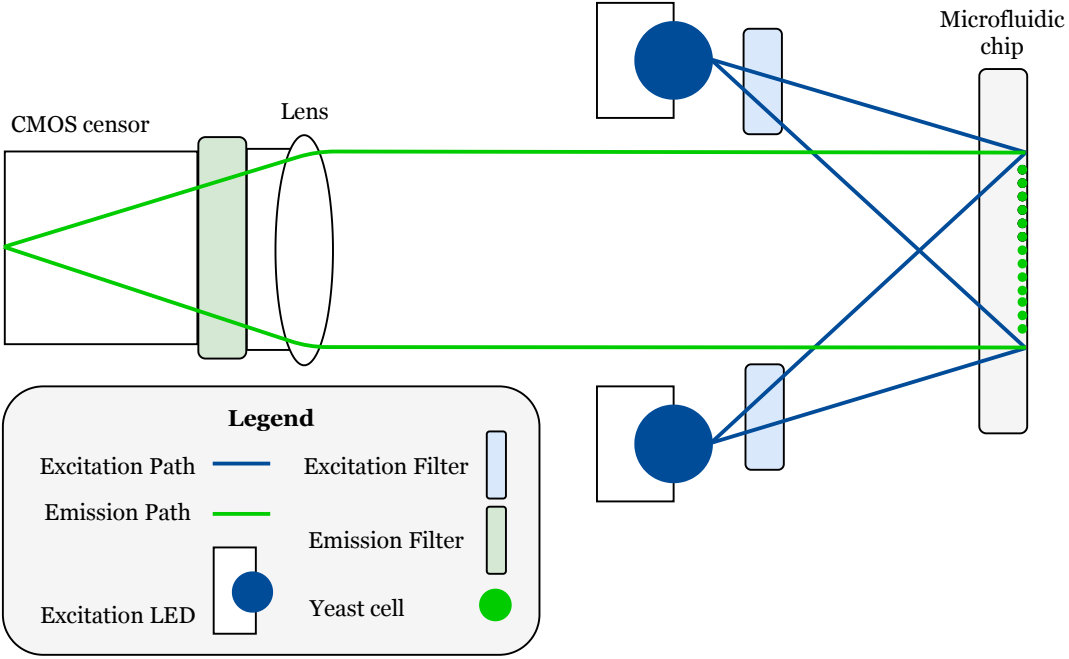 Microfluidic
chip
Lens
CMOS censor
Legend
Excitation Path
Excitation Filter
Emission Path
Emission Filter
Excitation LED
Yeast cell